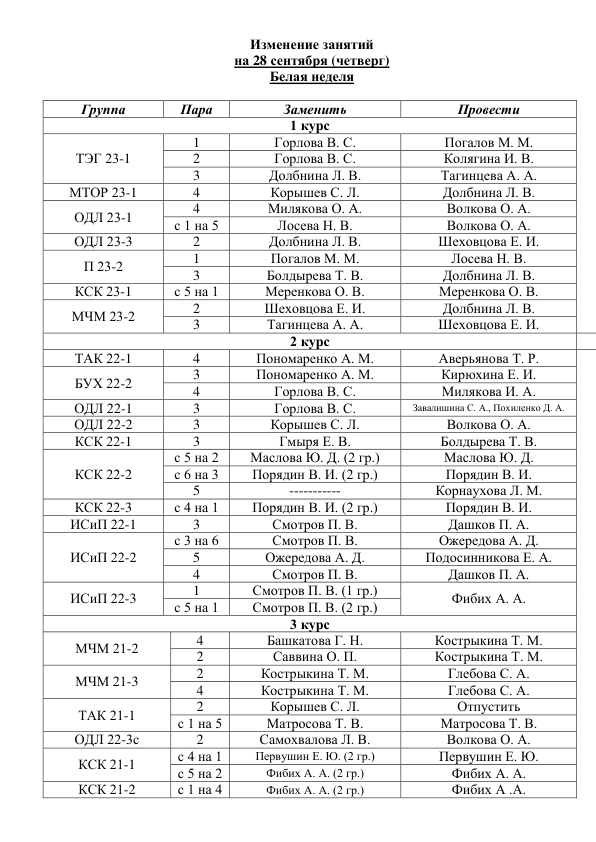 Изменение занятий
на 28 сентября (четверг)
Белая неделя
Группа Пара Заменить Провести
1 курс
ТЭГ 23-1 1 Горлова В. С. Погалов М. М.
2 Горлова В. С. Колягина И. В.
3 Долбнина Л. В. Тагинцева А. А.
МТОР 23-1 4 Корышев С. Л. Долбнина Л. В.
ОДЛ 23-1 4 Милякова О. А. Волкова О. А.
с 1 на 5 Лосева Н. В. Волкова О. А.
ОДЛ 23-3 2 Долбнина Л. В. Шеховцова Е. И.
П 23-2 1 Погалов М. М. Лосева Н. В.
3 Болдырева Т. В. Долбнина Л. В.
КСК 23-1 с 5 на 1 Меренкова О. В. Меренкова О. В.
МЧМ 23-2 2 Шеховцова Е. И. Долбнина Л. В.
3 Тагинцева А. А. Шеховцова Е. И.
2 курс
ТАК 22-1 4 Пономаренко А. М. Аверьянова Т. Р.
БУХ 22-2 3 Пономаренко А. М. Кирюхина Е. И.
4 Горлова В. С. Милякова И. А.
ОДЛ 22-1 3 Горлова В. С. Завалишина С. А., Похиленко Д. А.
ОДЛ 22-2 3 Корышев С. Л. Волкова О. А.
КСК 22-1 3 Гмыря Е. В. Болдырева Т. В.
КСК 22-2 с 5 на 2 Маслова Ю. Д. (2 гр.) Маслова Ю. Д.
с 6 на 3 Порядин В. И. (2 гр.) Порядин В. И.
5 ----------- Корнаухова Л. М.
КСК 22-3 с 4 на 1 Порядин В. И. (2 гр.) Порядин В. И.
ИСиП 22-1 3 Смотров П. В. Дашков П. А.
ИСиП 22-2 с 3 на 6 Смотров П. В. Ожередова А. Д.
5 Ожередова А. Д. Подосинникова Е. А.
4 Смотров П. В. Дашков П. А.
ИСиП 22-3 1 Смотров П. В. (1 гр.) Фибих А. А.
с 5 на 1 Смотров П. В. (2 гр.)
3 курс
МЧМ 21-2 4 Башкатова Г. Н. Кострыкина Т. М.
2 Саввина О. П. Кострыкина Т. М.
МЧМ 21-3 2 Кострыкина Т. М. Глебова С. А.
4 Кострыкина Т. М. Глебова С. А.
ТАК 21-1 2 Корышев С. Л. Отпустить
с 1 на 5 Матросова Т. В. Матросова Т. В.
ОДЛ 22-3с 2 Самохвалова Л. В. Волкова О. А.
КСК 21-1 с 4 на 1 Первушин Е. Ю. (2 гр.) Первушин Е. Ю.
с 5 на 2 Фибих А. А. (2 гр.) Фибих А. А.
КСК 21-2 с 1 на 4 Фибих А. А. (2 гр.) Фибих А .А.